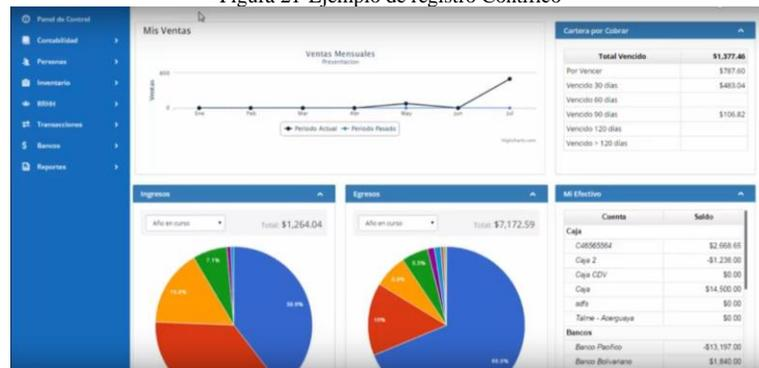 Figura 21 Ejemplo de registro Contífico
Panel de Control
Contabilidad
Personas
Inventario
RRHH
Transacciones
Bancos
Reportes
Mis Ventas
Ventas Mensuales
Presentacion
Ventas
0
Ene Feb Mar Abr May Jun Jul
Periodo Actual Periodo Pasado
Highcharts.com
Cartera por Cobrar
Total Vencido $1,377.46
Por Vencer $787.60
Vencido 30 días $483.04
Vencido 60 días
Vencido 90 días $106.82
Vencido 120 días
Vencido > 120 días
Ingresos
Año en curso Total: $1,264.04
7.1%
Egresos
Año en curso Total: $7,172.59
Mi Efectivo
Cuenta Saldo
Caja
$2,668.65
Caja 2 -$1,236.00
Caja CDV $0.00
Caja $14,500.00
adfs $0.00
$0.00
Bancos
Banco Pacifico -$13,197.00
Banco Bolivariano $1,840.00